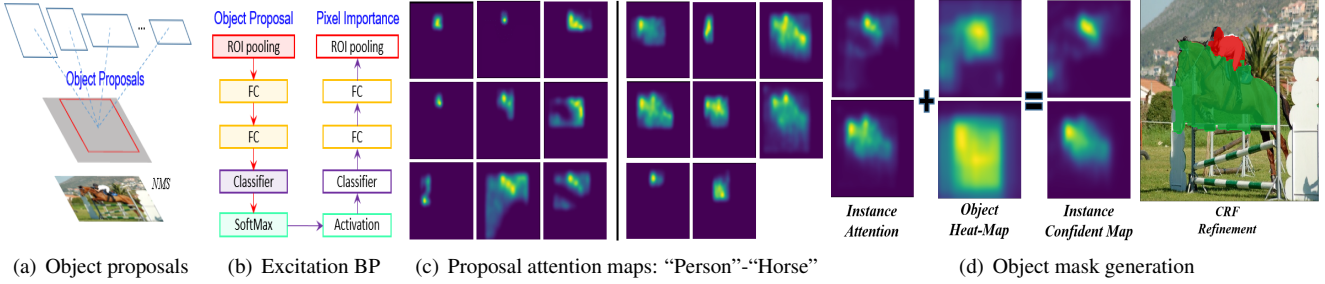 ...
Object Proposals
NMS
Object Proposal Pixel Importance
ROI pooling ROI pooling
FC FC
FC FC
Classifier Classifier
SoftMax Activation
+ =
Instance Attention
Object Heat-Map
Instance Confident Map
CRF Refinement
(a) Object proposals (b) Excitation BP (c) Proposal attention maps: “Person”-“Horse” (d) Object mask generation